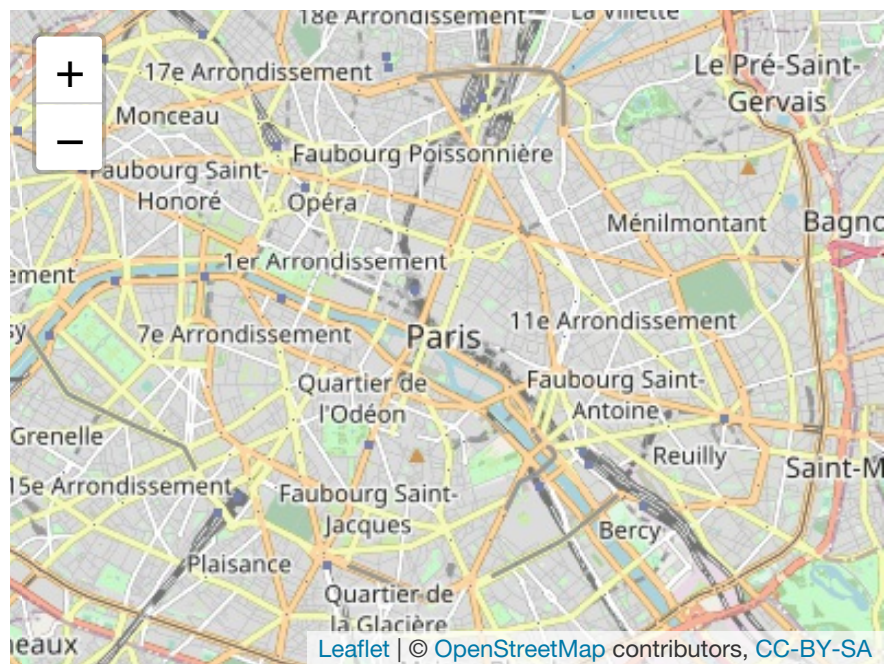 18e Arrondissement
La Villette
+
17e Arrondissement
Le Pré-Saint-
Gervais
Monceau
−
Faubourg Poissonnière
Faubourg Saint-
Honoré
Opéra
Ménilmontant
Bagno
1er Arrondissement
ement
sy
7e Arrondissement
Paris
11e Arrondissement
Quartier de
l'Odéon
Faubourg Saint-
Antoine
Grenelle
Reuilly
Saint-M
15e Arrondissement
Faubourg Saint-
Jacques
Bercy
Plaisance
Quartier de
la Glacière
neaux
Leaflet | © OpenStreetMap contributors, CC-BY-SA